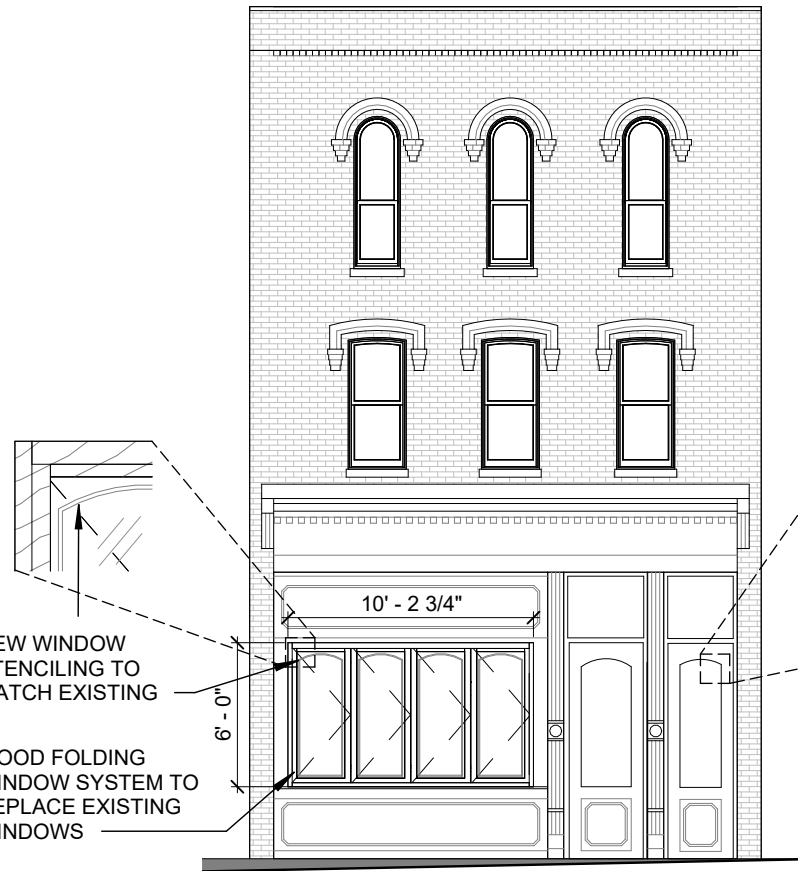 10' - 2 3/4"
EW WINDOW
TENCILING TO
ATCH EXISTING
6' - 0"
OOD FOLDING
INDOW SYSTEM TO
EPLACE EXISTING
INDOWS